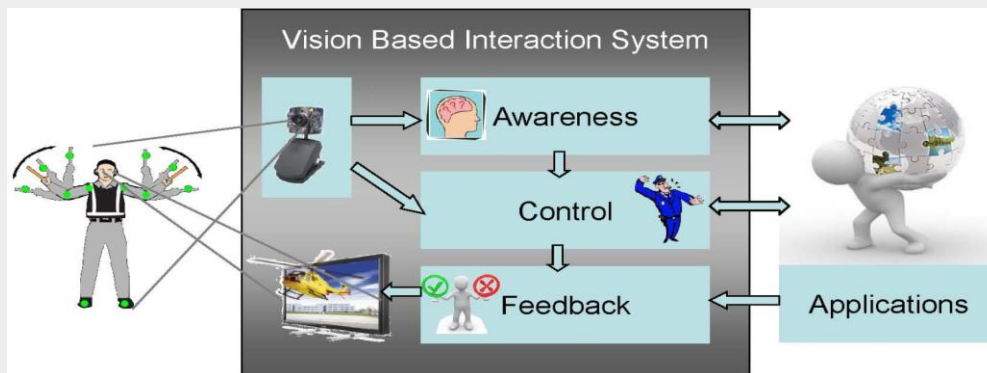 Vision Based Interaction System
Awareness
Control
Feedback
Applications